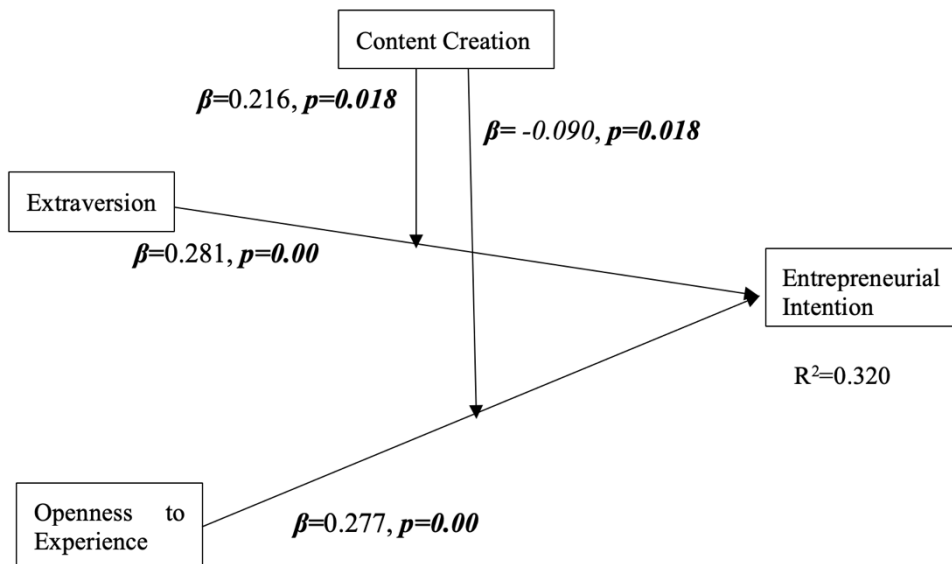 Content Creation
β=0.216, p=0.018
β= -0.090, p=0.018
Extraversion
β=0.281, p=0.00
Entrepreneurial
Intention
R²=0.320
Openness to
Experience
β=0.277, p=0.00